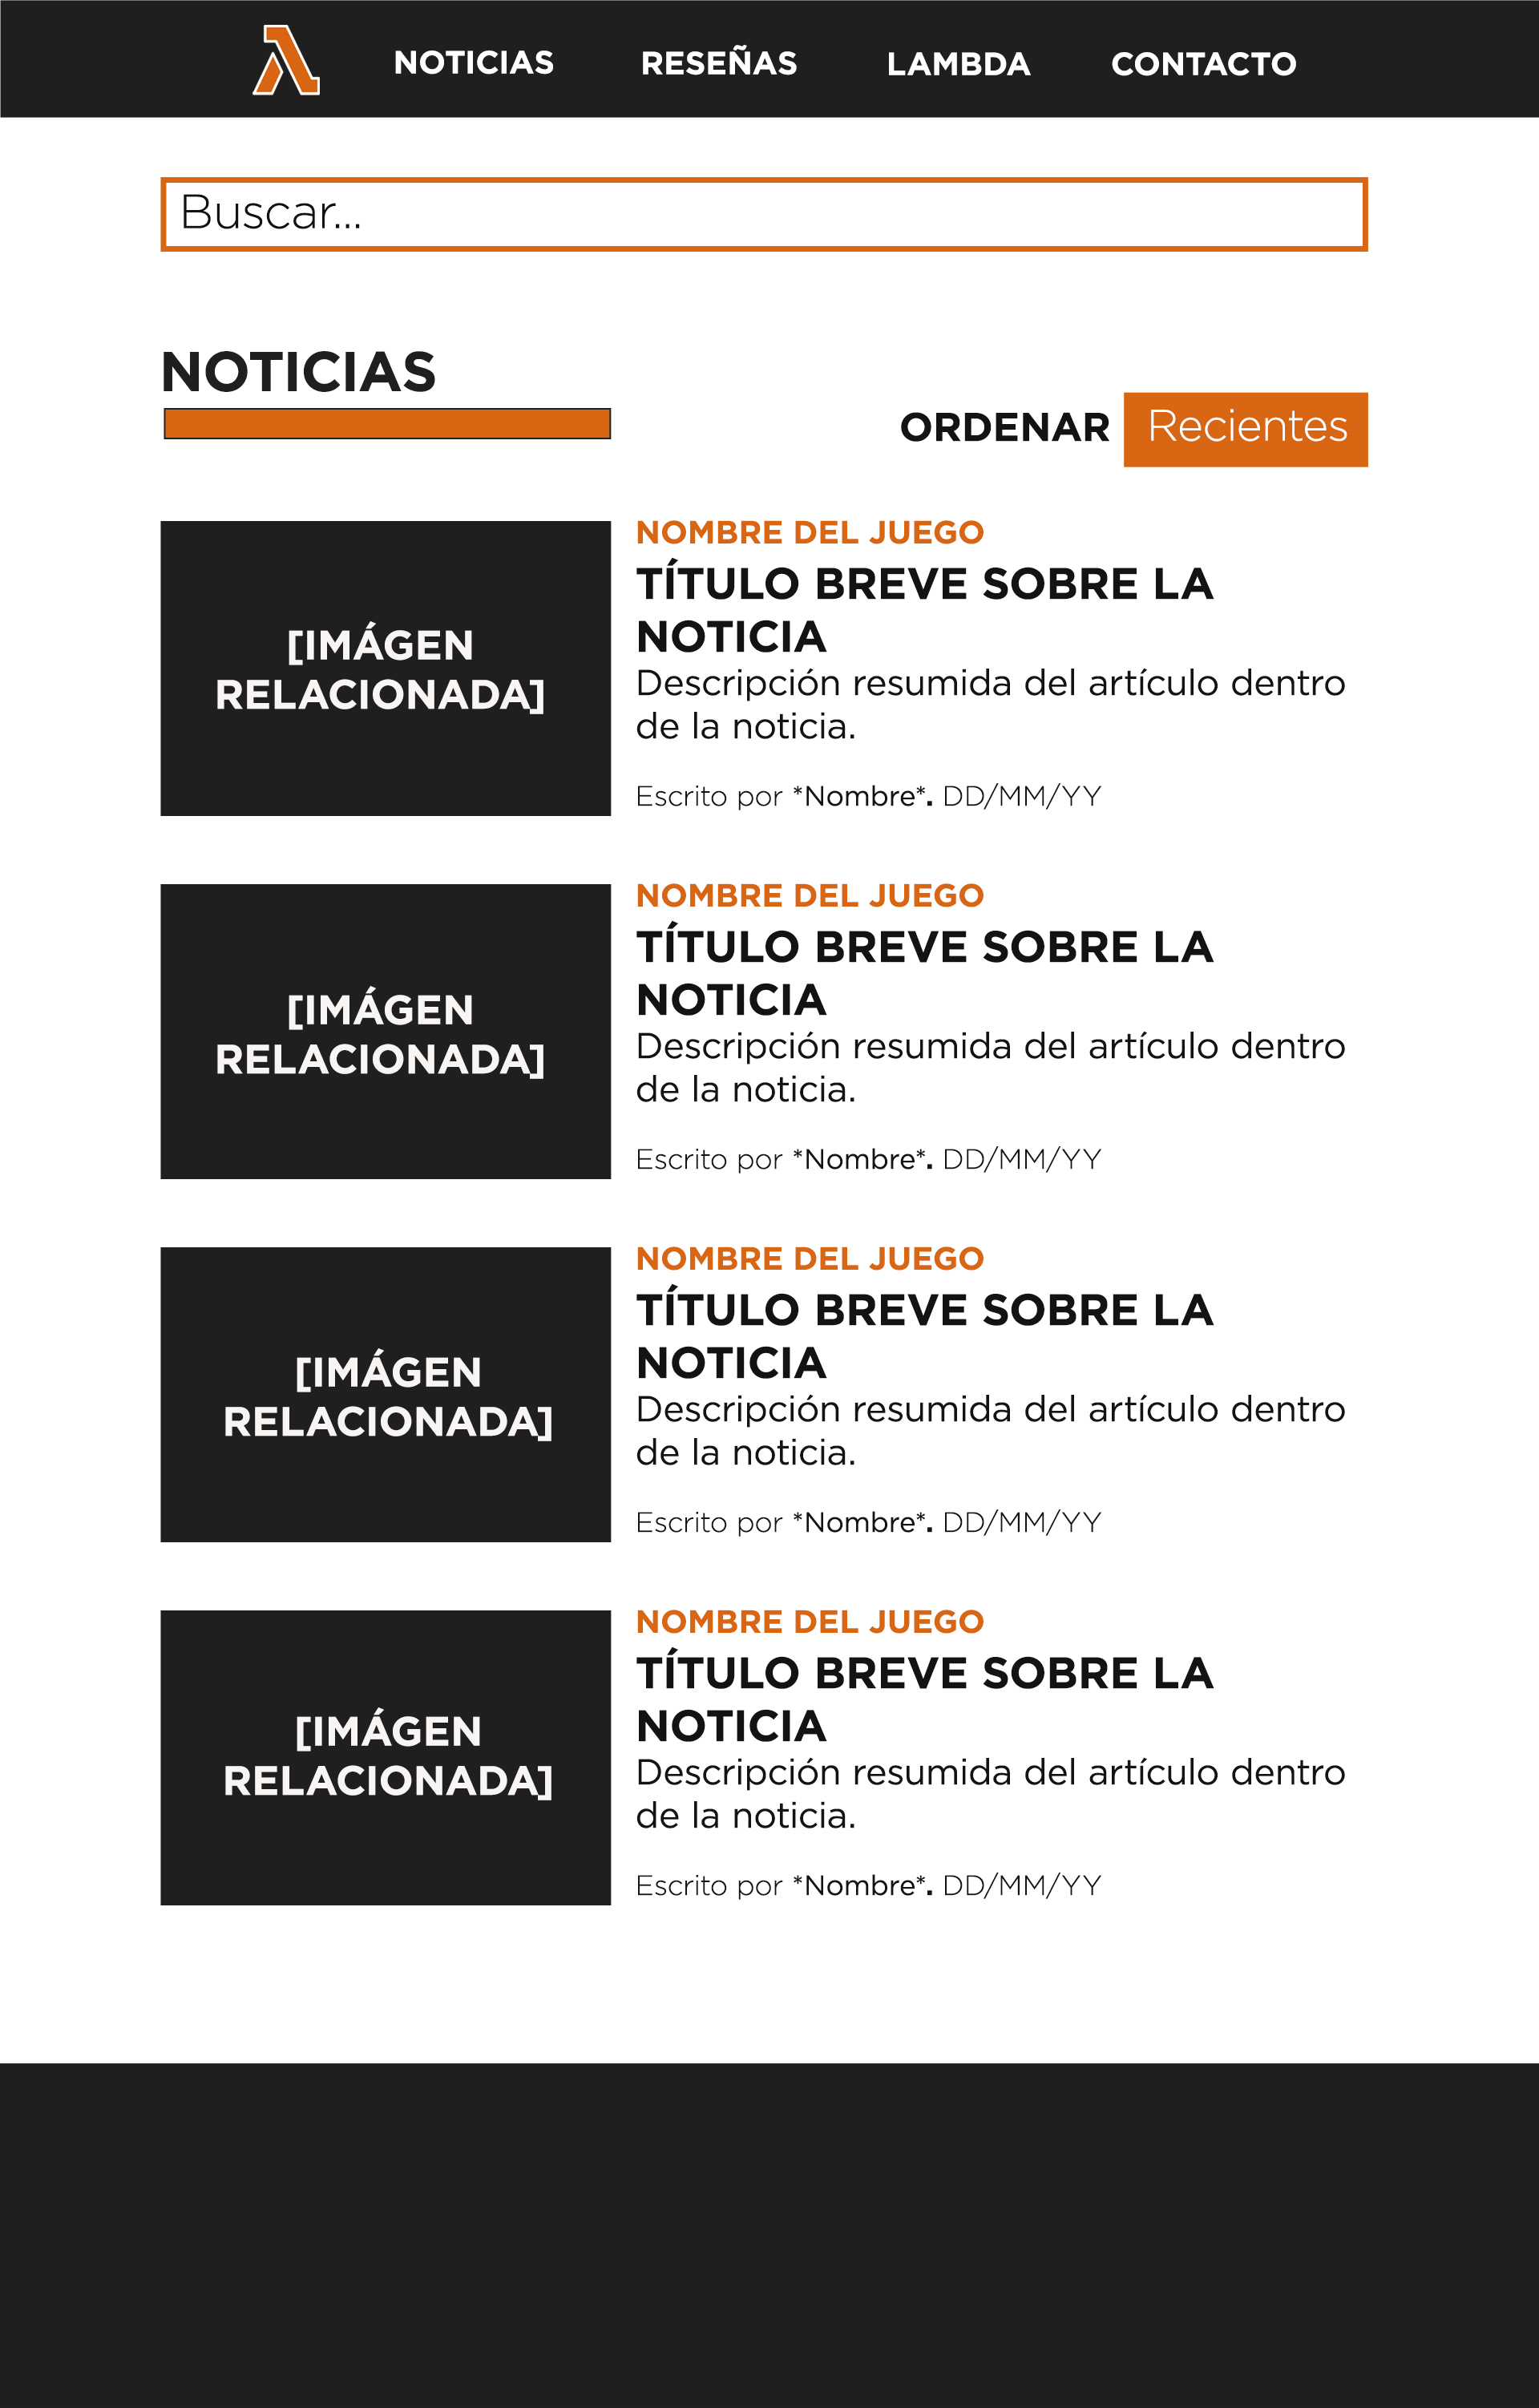 NOTICIAS RESEÑAS LAMBDA CONTACTO
Buscar...
NOTICIAS
ORDENAR Recientes
[IMÁGEN
RELACIONADA]
NOMBRE DEL JUEGO
TÍTULO BREVE SOBRE LA
NOTICIA
Descripción resumida del artículo dentro
de la noticia.
Escrito por *Nombre*. DD/MM/YY
[IMÁGEN
RELACIONADA]
NOMBRE DEL JUEGO
TÍTULO BREVE SOBRE LA
NOTICIA
Descripción resumida del artículo dentro
de la noticia.
Escrito por *Nombre*. DD/MM/YY
[IMÁGEN
RELACIONADA]
NOMBRE DEL JUEGO
TÍTULO BREVE SOBRE LA
NOTICIA
Descripción resumida del artículo dentro
de la noticia.
Escrito por *Nombre*. DD/MM/YY
[IMÁGEN
RELACIONADA]
NOMBRE DEL JUEGO
TÍTULO BREVE SOBRE LA
NOTICIA
Descripción resumida del artículo dentro
de la noticia.
Escrito por *Nombre*. DD/MM/YY